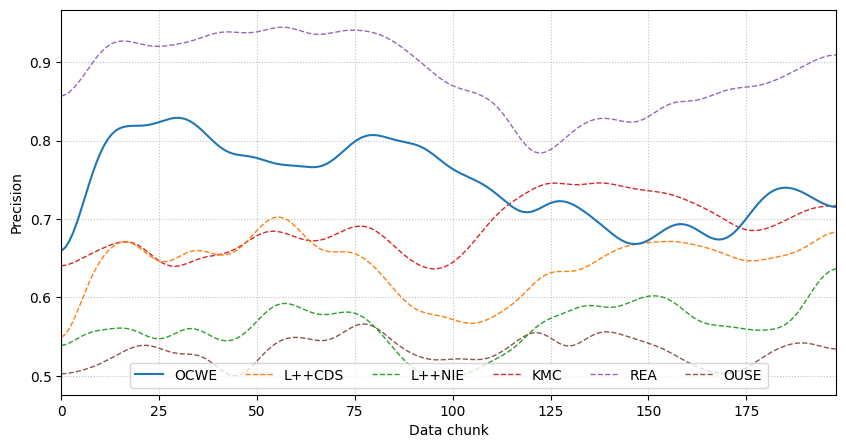 0.9
0.8
0.7
0.6
0.5
Precision
OCWE L++CDS L++NIE KMC REA OUSE
0 25 50 75 100 125 150 175
Data chunk